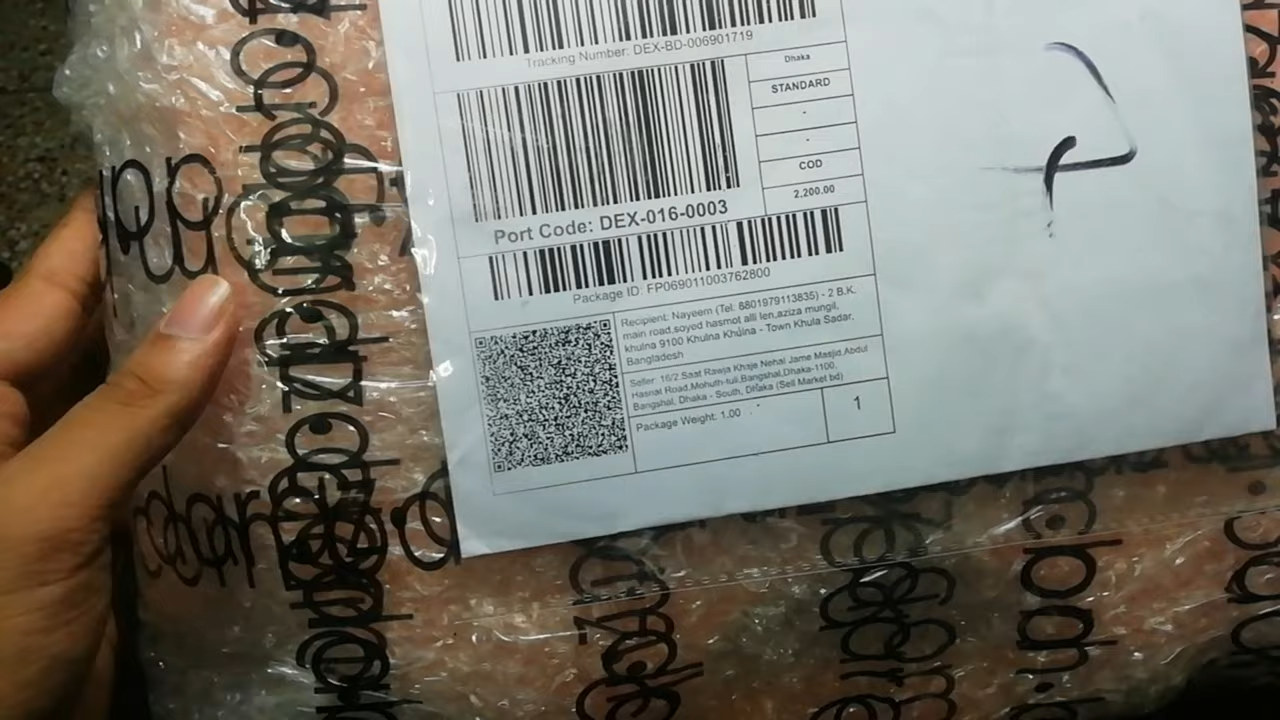 Tracking Number: DEX-BD-006901719
Dhaka
STANDARD
-
-
COD
2,200.00
Port Code: DEX-016-0003
Package ID: FP069011003762800
Recipient: Nayeem (Tel: 8801979113835) - 2 B.K.
main road,soyed hasmot alli len,aziza mungil,
khulna 9100 Khulna Khulna - Town Khula Sadar,
Bangladesh
Seller: 16/2,Saat Rawja Khaje Nehal Jame Masjid,Abdul
Hasnat Road,Mohuth-tuli,Bangshal,Dhaka-1100,
Bangshal, Dhaka - South, Dhaka (Sell Market bd)
Package Weight: 1.00
1